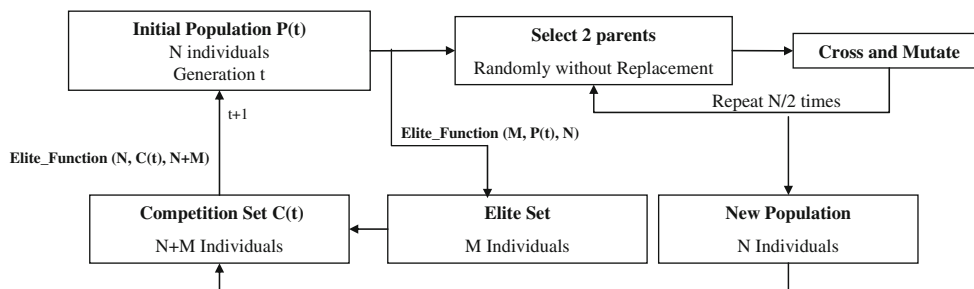 Initial Population P(t)
N individuals
Generation t
Select 2 parents
Randomly without Replacement
Cross and Mutate
Repeat N/2 times
t+1
Elite_Function (M, P(t), N)
Elite_Function (N, C(t), N+M)
Competition Set C(t)
N+M Individuals
Elite Set
M Individuals
New Population
N Individuals